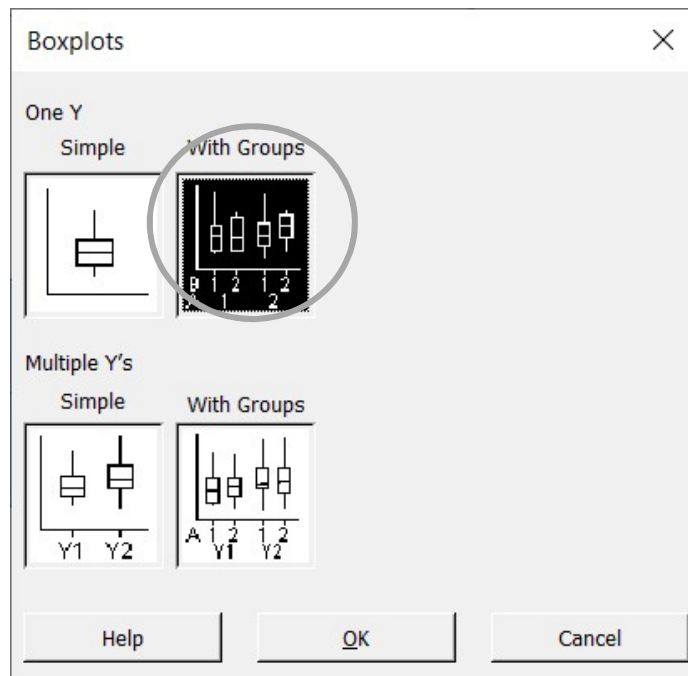 Boxplots
One Y
Simple With Groups
B 1 2 1 2
A 1 2
Multiple Y's
Simple With Groups
Y1 Y2
A 1 2 1 2
Y1 Y2
Help OK Cancel